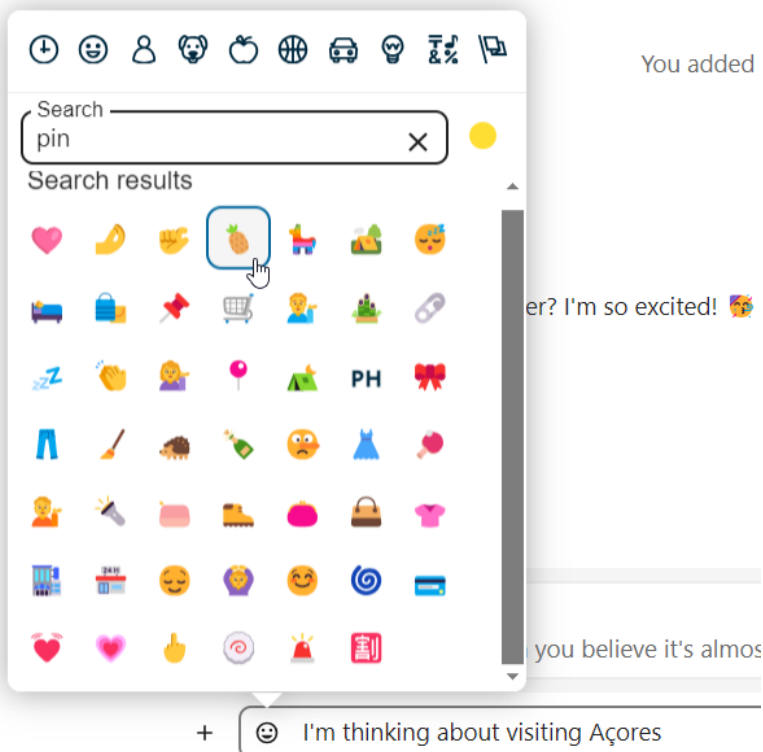 You added
Search
pin
Search results
er? I'm so excited!
PH
you believe it's almos
I'm thinking about visiting Açores